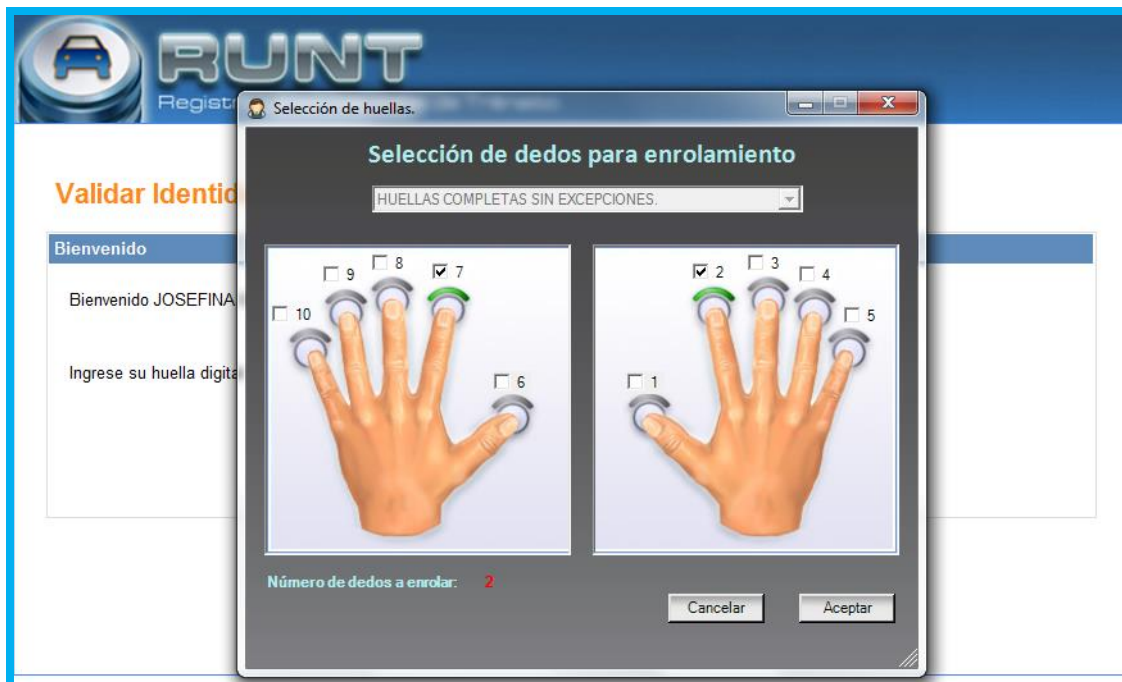 RUNT
Registr
Selección de huellas.
Selección de dedos para enrolamiento
HUELLAS COMPLETAS SIN EXCEPCIONES.
Validar Identid
Bienvenido
Bienvenido JOSEFINA
Ingrese su huella digita
9
8
7
10
6
2
3
4
5
1
Número de dedos a enrolar: 2
Cancelar
Aceptar